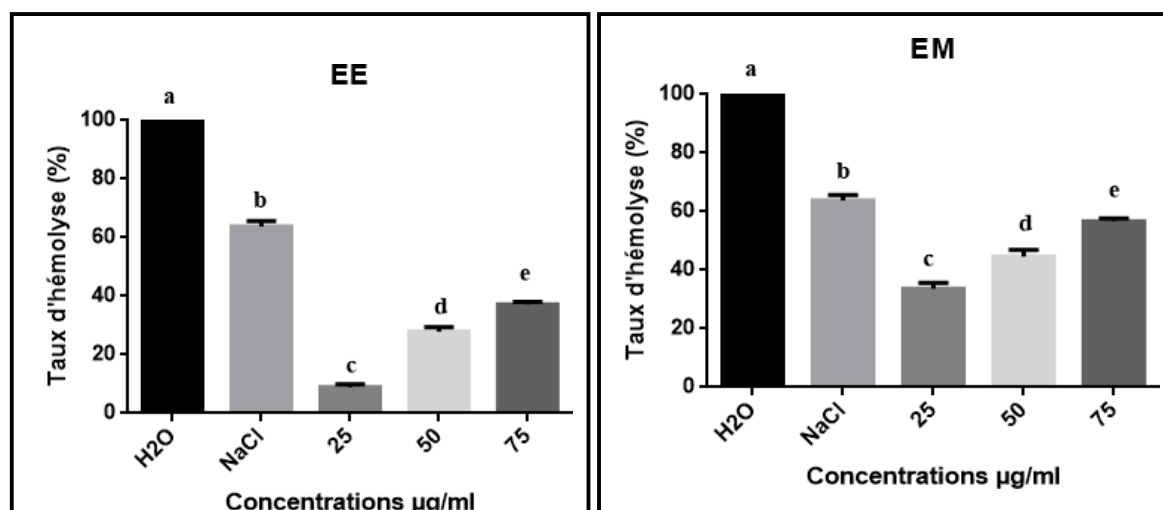 EE
a
b
c
d
e
Taux d'hémolyse (%)
100
80
60
40
20
0
H2O
NaCl
25
50
75
Concentrations µg/ml
EM
a
b
c
d
e
Taux d'hémolyse (%)
100
80
60
40
20
0
H2O
NaCl
25
50
75
Concentrations µg/ml